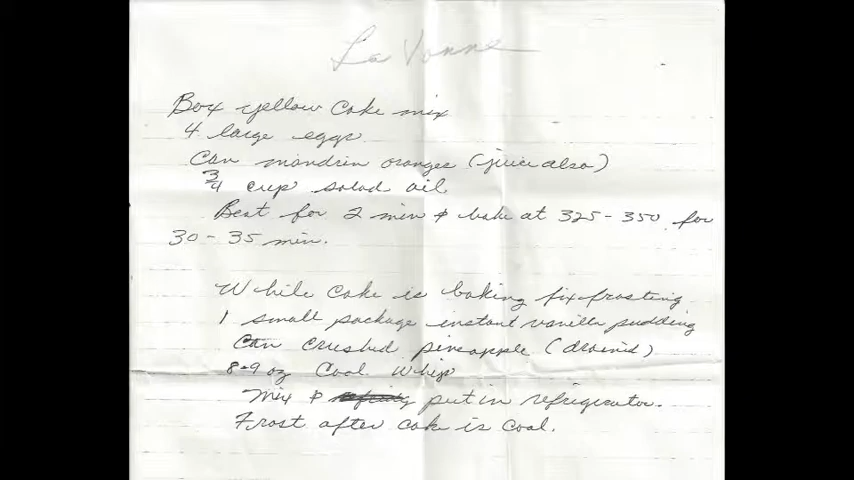 La Vonne
Box yellow Cake mix
4 large eggs
Can mandrin oranges (juice also)
3/4 cup salad oil
Beat for 2 min & bake at 325-350 for
30-35 min.
While Cake is baking fix frosting
1 small package instant vanilla pudding
Can crushed pineapple (drained)
8-9 oz Cool Whip
Mix & put in refrigerator.
Frost after cake is Cool.